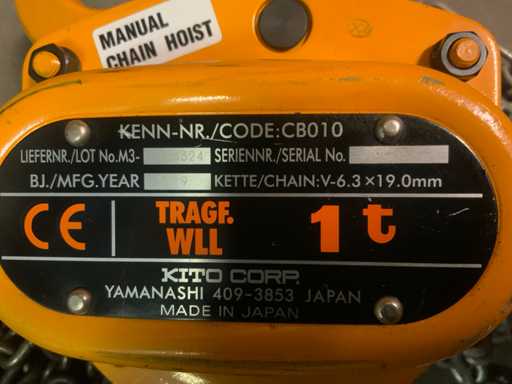 MANUAL
CHAIN HOIST
KENN-NR./CODE:CB010
LIEFERNR./LOT No.M3- SERIENNR./SERIAL No.
BJ./MFG.YEAR KETTE/CHAIN:V-6.3×19.0mm
CE TRAGF. 1t
WLL
KITO CORP.
YAMANASHI 409-3853 JAPAN
MADE IN JAPAN